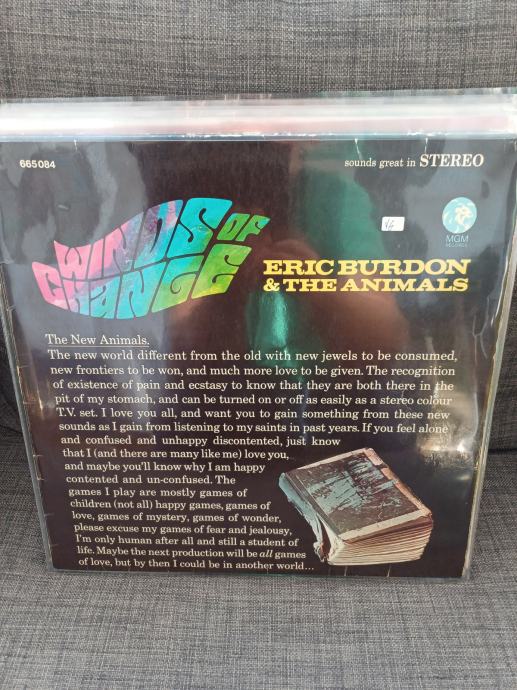 665 084
sounds great in STEREO
WINDS OF
CHANGE
MGM
RECORDS
ERIC BURDON
& THE ANIMALS
The New Animals.
The new world different from the old with new jewels to be consumed,
new frontiers to be won, and much more love to be given. The recognition
of existence of pain and ecstasy to know that they are both there in the
pit of my stomach, and can be turned on or off as easily as a stereo colour
T.V. set. I love you all, and want you to gain something from these new
sounds as I gain from listening to my saints in past years. If you feel alone
and confused and unhappy discontented, just know
that I (and there are many like me) love you,
and maybe you'll know why I am happy
contented and un-confused. The
games I play are mostly games of
children (not all) happy games, games of
love, games of mystery, games of wonder,
please excuse my games of fear and jealousy,
I'm only human after all and still a student of
life. Maybe the next production will be all games
of love, but by then I could be in another world...